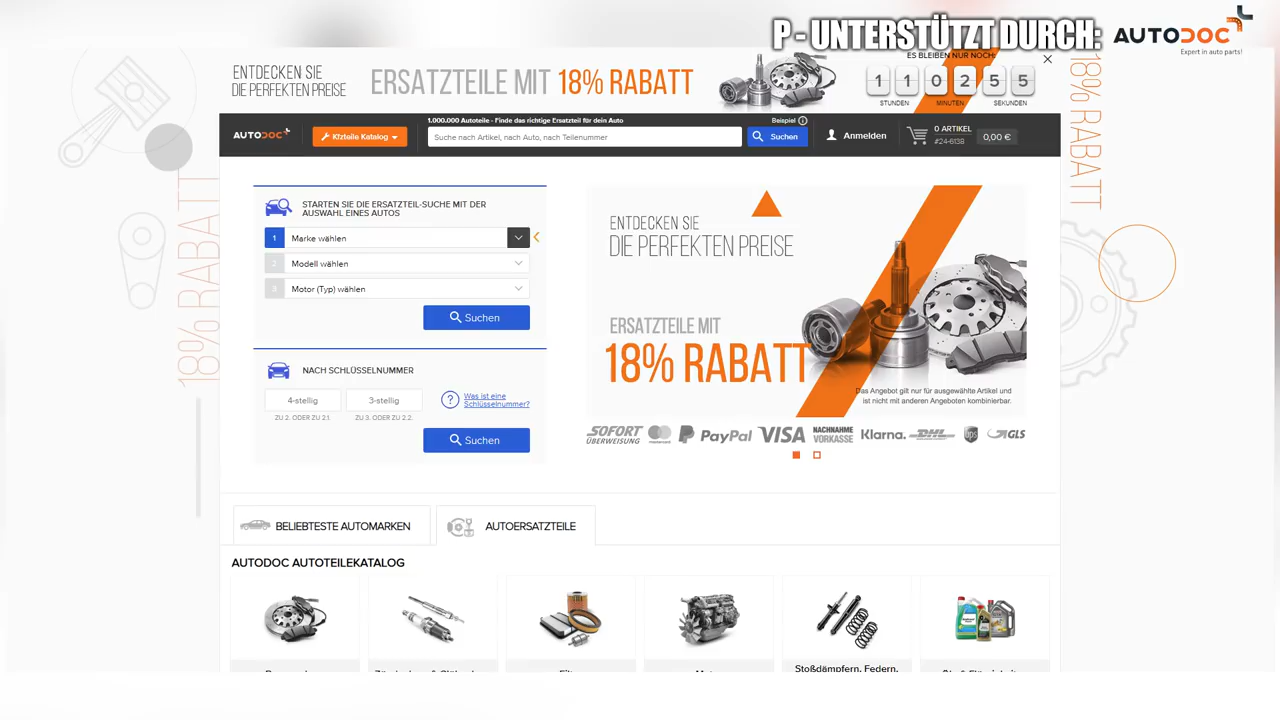 P - UNTERSTÜTZT DURCH:
AUTODOC
Expert in auto parts!
ENTDECKEN SIE
DIE PERFEKTEN PREISE
ERSATZTEILE MIT 18% RABATT
ES BLEIBEN NUR NOCH:
1 1 0 2 5 5
STUNDEN MINUTEN SEKUNDEN
18% RABATT
18% RABATT
AUTODOC
Kfzteile Katalog
1.000.000 Autoteile - Finde das richtige Ersatzteil für dein Auto
Beispiel
Suche nach Artikel, nach Auto, nach Teilenummer
Suchen
Anmelden
0 ARTIKEL
#24-6138
0,00 €
STARTEN SIE DIE ERSATZTEIL-SUCHE MIT DER
AUSWAHL EINES AUTOS
1 Marke wählen
2 Modell wählen
3 Motor (Typ) wählen
Suchen
NACH SCHLÜSSELNUMMER
4-stellig
3-stellig
ZU 2. ODER ZU 2.1.
ZU 3. ODER ZU 2.2.
? Was ist eine
Schlüsselnummer?
Suchen
ENTDECKEN SIE
DIE PERFEKTEN PREISE
ERSATZTEILE MIT
18% RABATT
Das Angebot gilt nur für ausgewählte Artikel und
ist nicht mit anderen Angeboten kombinierbar.
SOFORT
ÜBERWEISUNG
mastercard
PayPal
VISA
NACHNAHME
VORKASSE
Klarna.
DHL
ups
GLS
BELIEBTESTE AUTOMARKEN
AUTOERSATZTEILE
AUTODOC AUTOTEILEKATALOG
Stoßdämpfern, Federn,